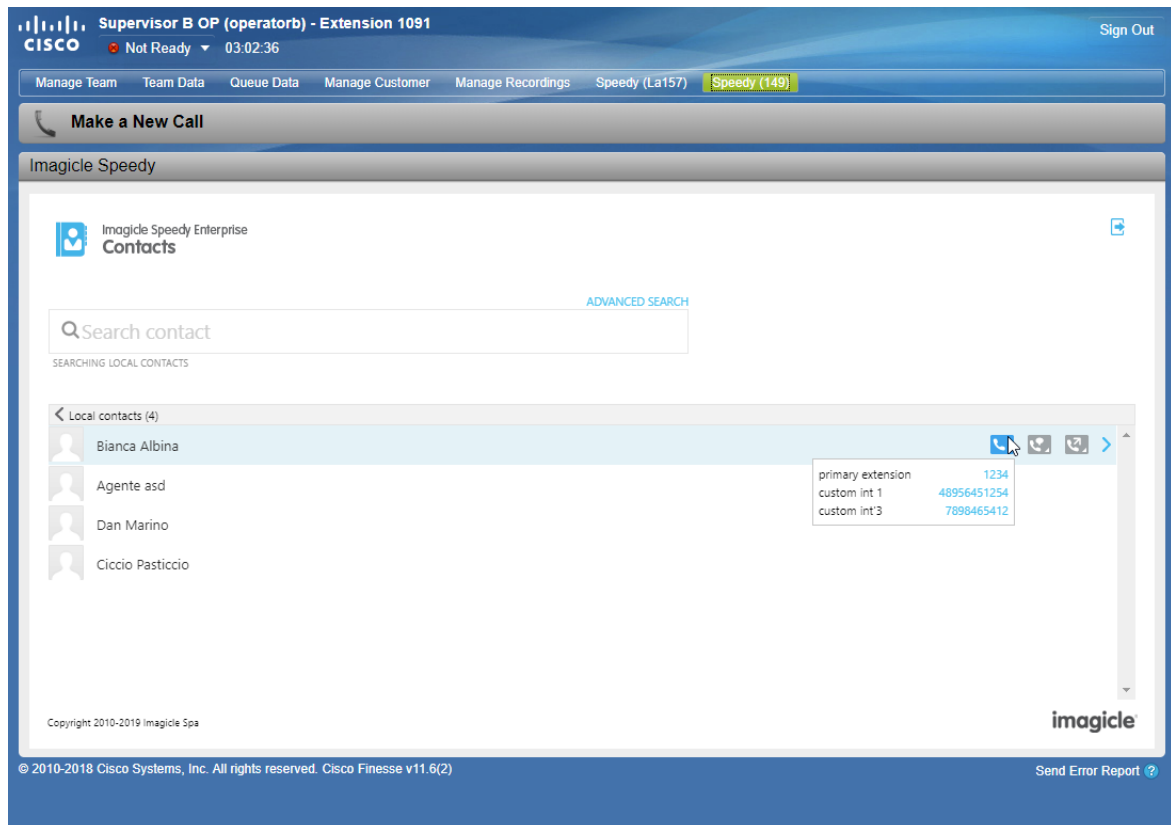 Supervisor B OP (operatorb) - Extension 1091
Sign Out
CISCO
Not Ready 03:02:36
Manage Team Team Data Queue Data Manage Customer Manage Recordings Speedy (La157) Speedy (149)
Make a New Call
Imagicle Speedy
Imagicle Speedy Enterprise
Contacts
ADVANCED SEARCH
Search contact
SEARCHING LOCAL CONTACTS
Local contacts (4)
Bianca Albina
primary extension 1234
custom int 1 48956451254
custom int'3 7898465412
Agente asd
Dan Marino
Ciccio Pasticcio
Copyright 2010-2019 Imagicle Spa
imagicle
© 2010-2018 Cisco Systems, Inc. All rights reserved. Cisco Finesse v11.6(2)
Send Error Report ?